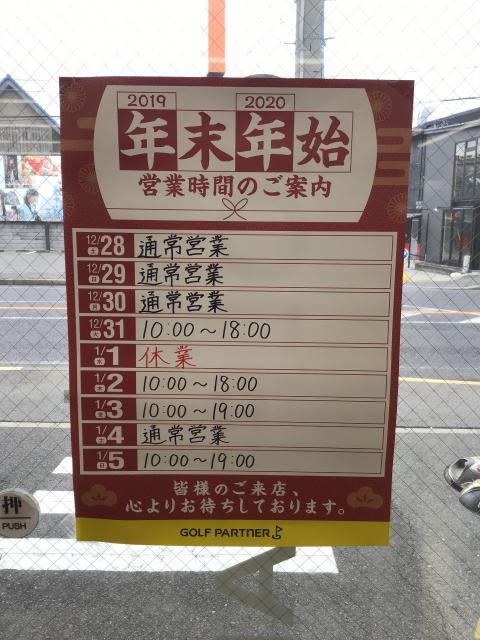 2019 2020
年末年始
営業時間のご案内
12/28 土 通常営業
12/29 日 通常営業
12/30 月 通常営業
12/31 火 10:00～18:00
1/1 水 休業
1/2 木 10:00～18:00
1/3 金 10:00～19:00
1/4 土 通常営業
1/5 日 10:00～19:00
皆様のご来店、
心よりお待ちしております。
GOLF PARTNER
押
PUSH